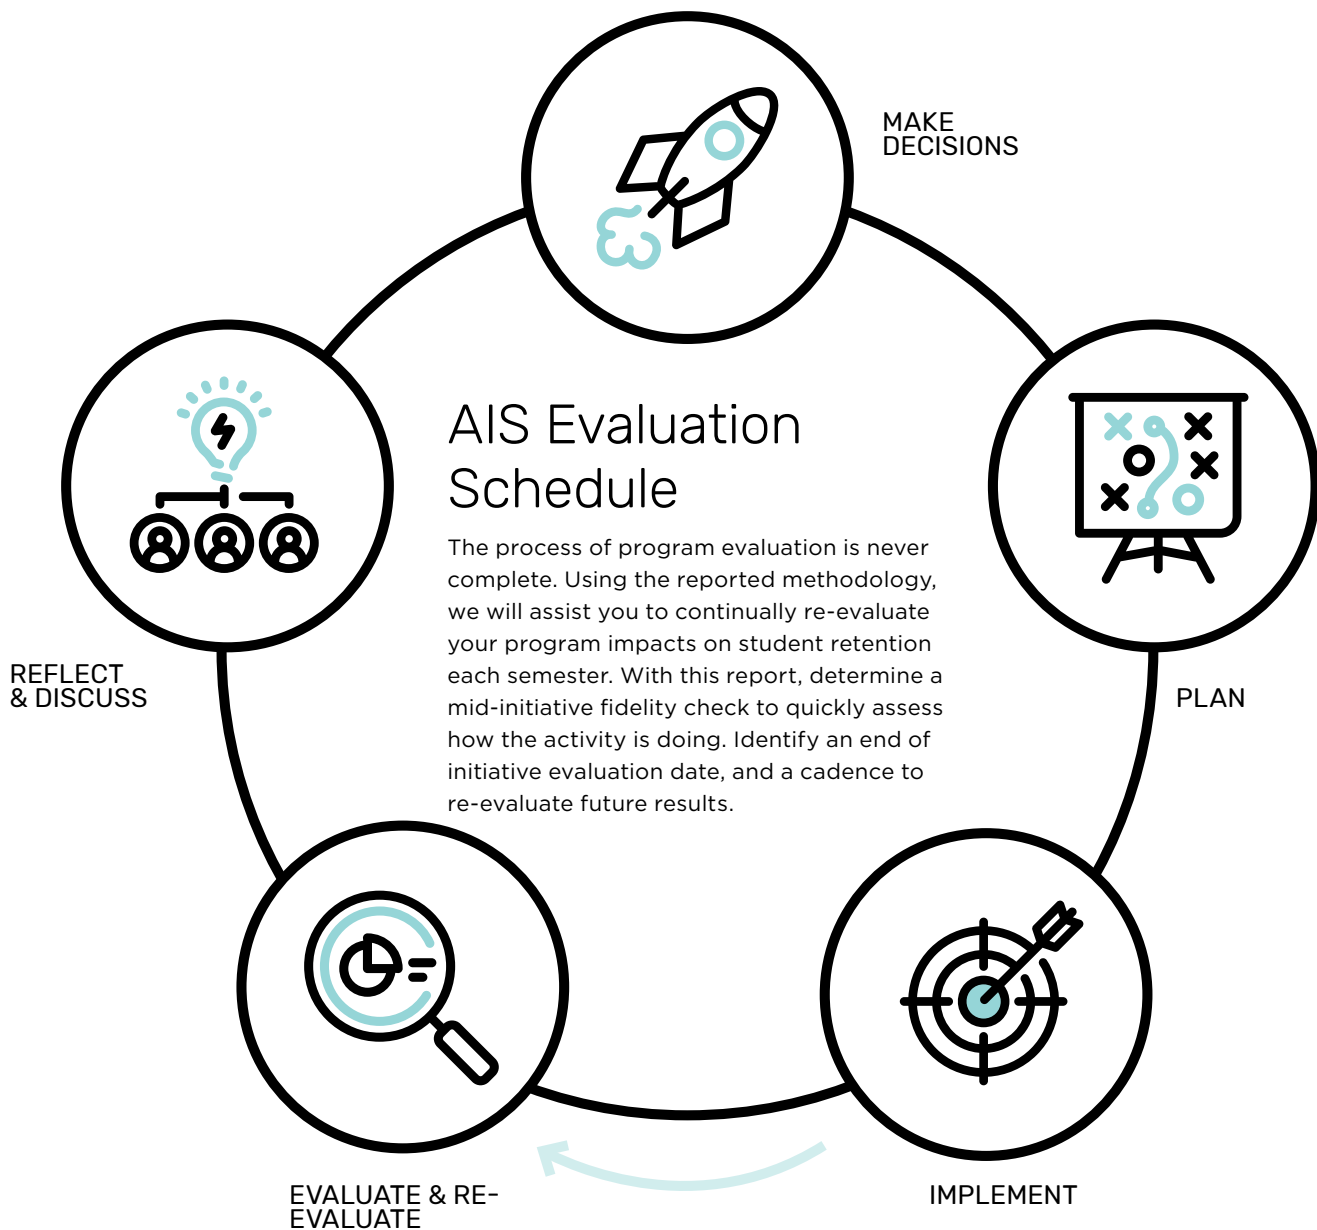 MAKE
DECISIONS
AIS Evaluation
Schedule
The process of program evaluation is never
complete. Using the reported methodology,
we will assist you to continually re-evaluate
your program impacts on student retention
each semester. With this report, determine a
mid-initiative fidelity check to quickly assess
how the activity is doing. Identify an end of
initiative evaluation date, and a cadence to
re-evaluate future results.
REFLECT
& DISCUSS
PLAN
EVALUATE & RE-
EVALUATE
IMPLEMENT